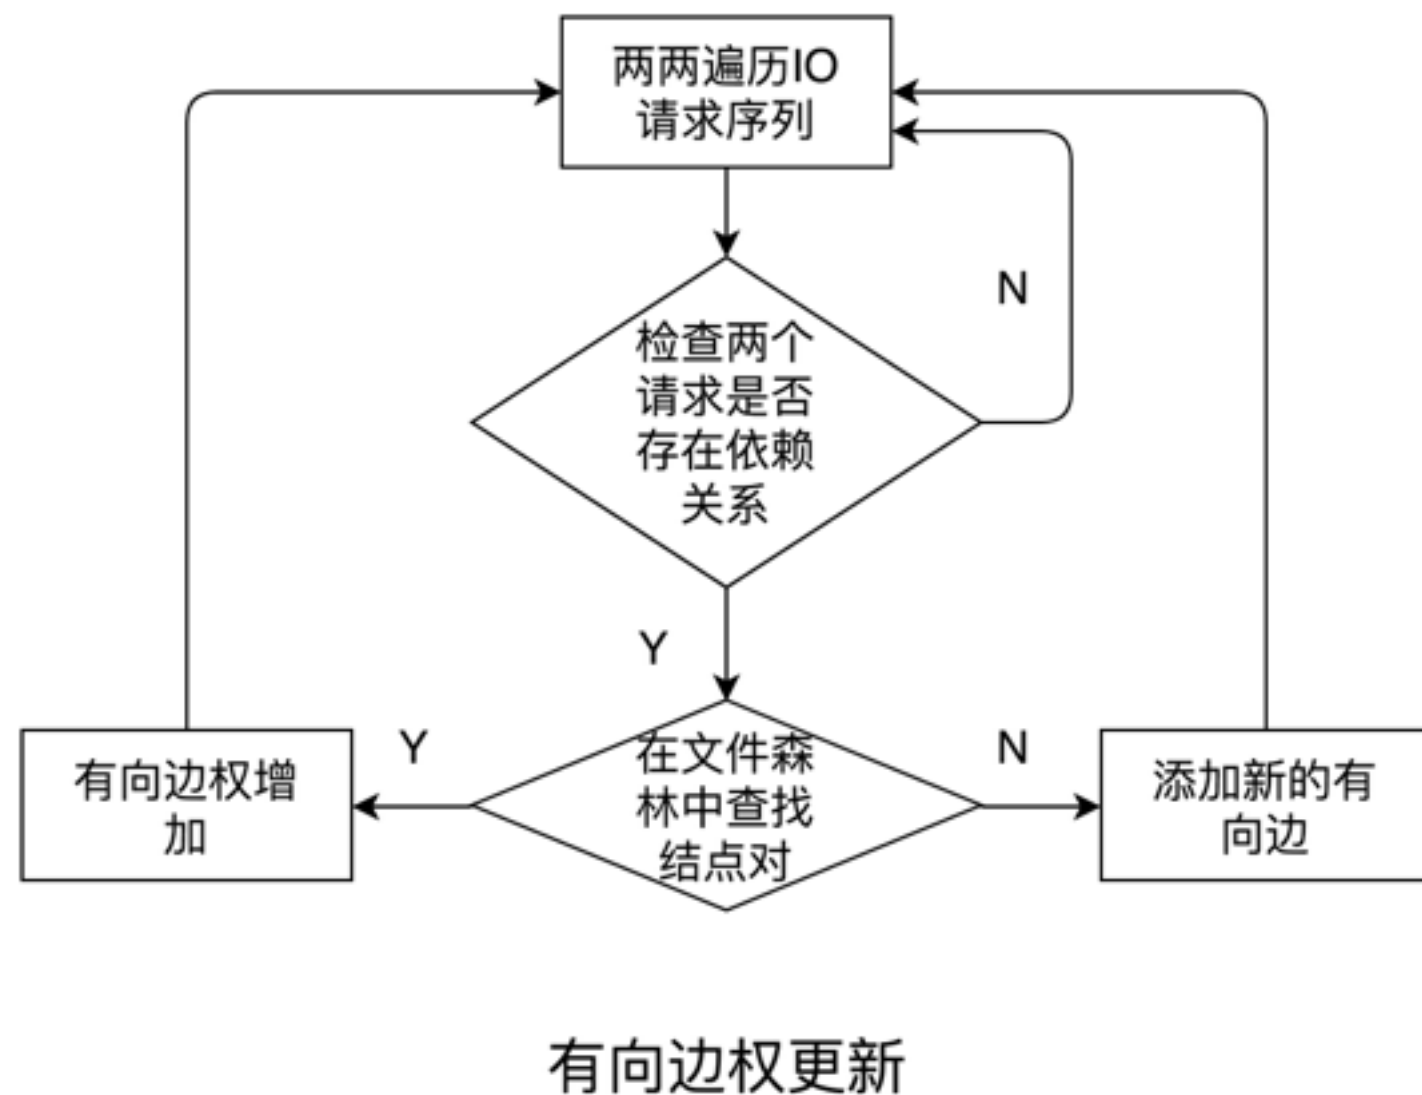 两两遍历IO
请求序列
N
检查两个
请求是否
存在依赖
关系
Y
Y
在文件森
林中查找
结点对
N
有向边权增
加
添加新的有
向边
有向边权更新